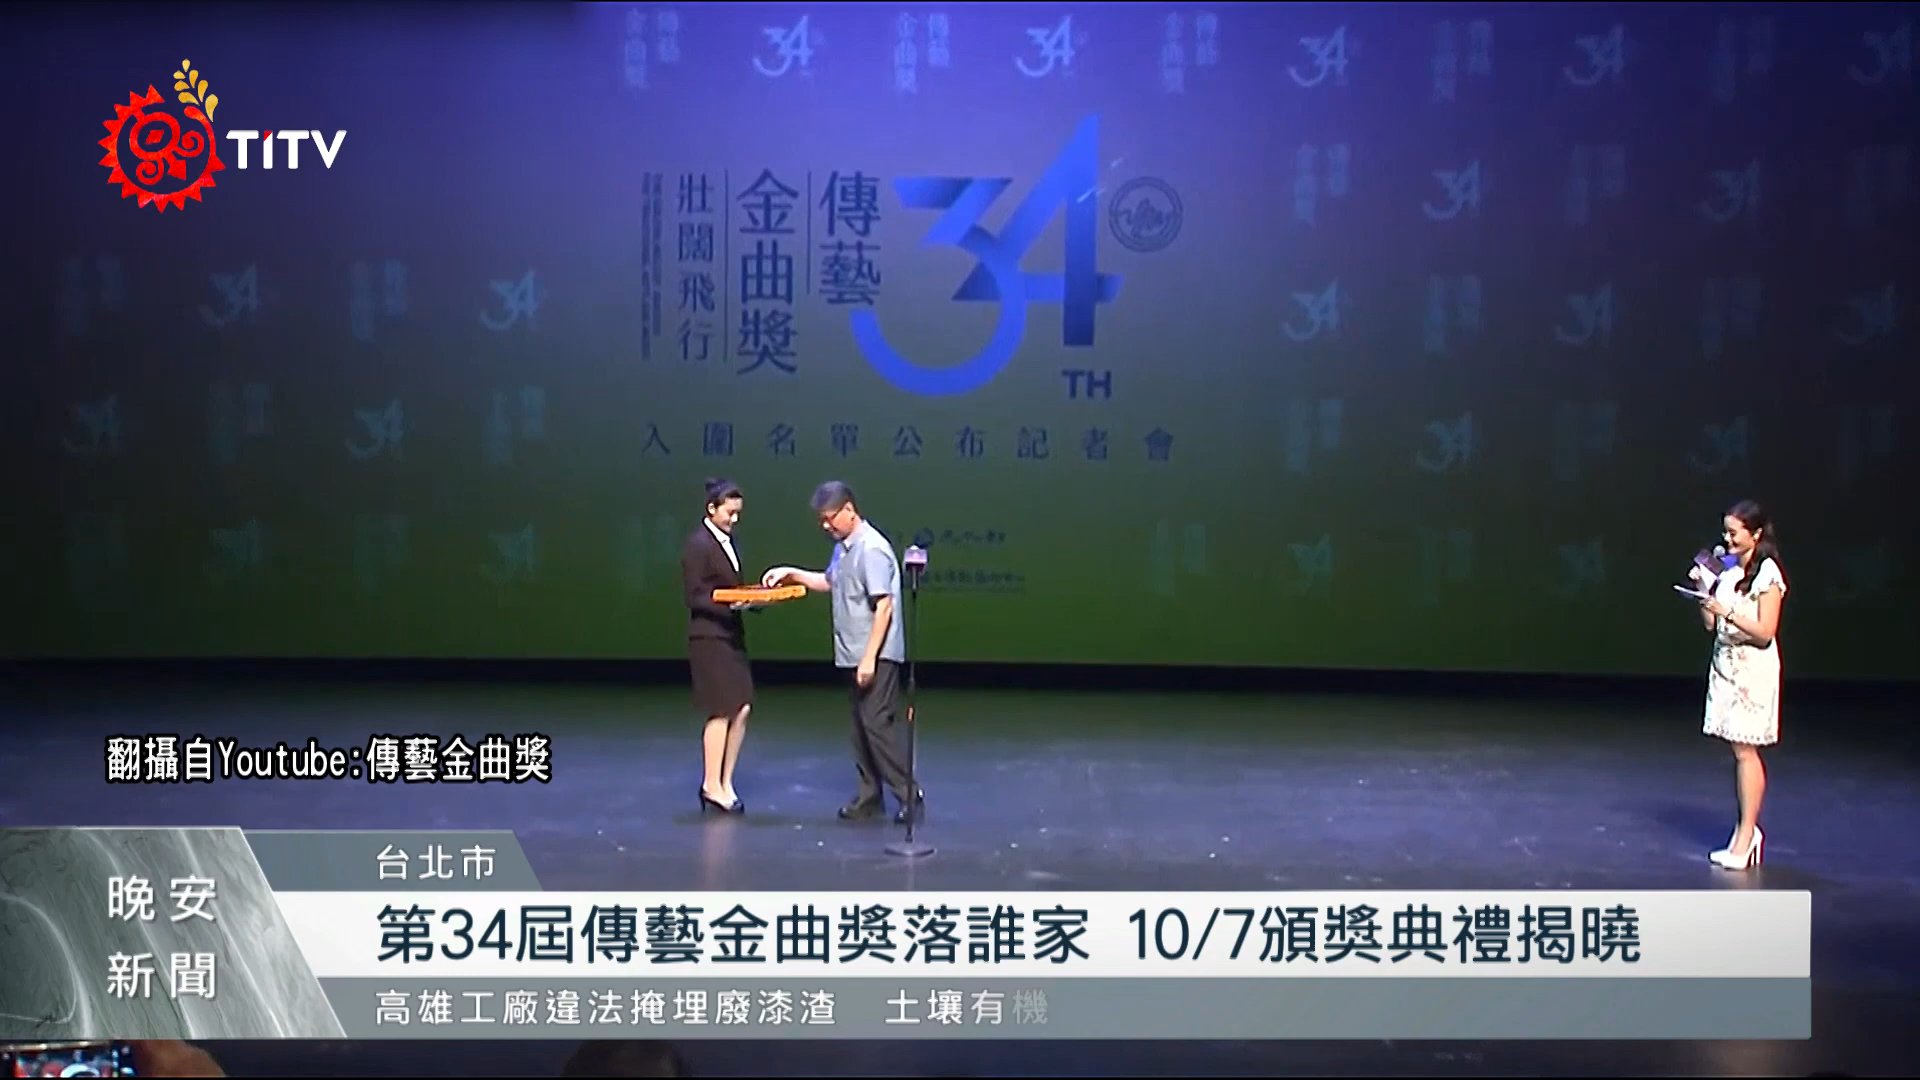 TITV
34
TH
傳藝
金曲獎
壯闊飛行
入圍名單公布記者會
翻攝自Youtube:傳藝金曲獎
晚安
新聞
台北市
第34屆傳藝金曲獎落誰家 10/7頒獎典禮揭曉
高雄工廠違法掩埋廢漆渣 土壤有機